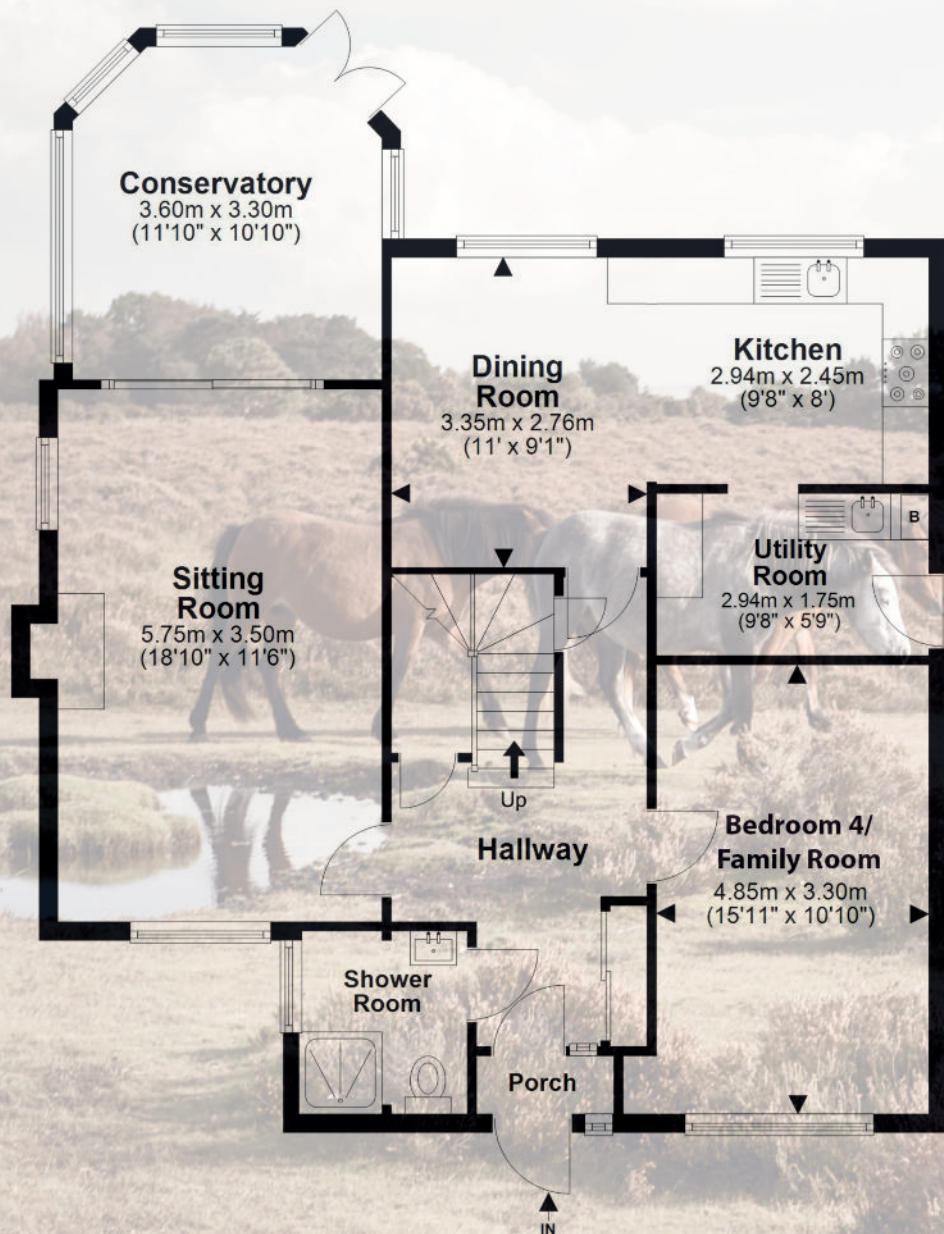 Conservatory
3.60m x 3.30m
(11'10" x 10'10")
Dining
Room
3.35m x 2.76m
(11' x 9'1")
Kitchen
2.94m x 2.45m
(9'8" x 8')
B
Utility
Room
2.94m x 1.75m
(9'8" x 5'9")
Sitting
Room
5.75m x 3.50m
(18'10" x 11'6")
Up
Hallway
Bedroom 4/
Family Room
4.85m x 3.30m
(15'11" x 10'10")
Shower
Room
Porch
IN